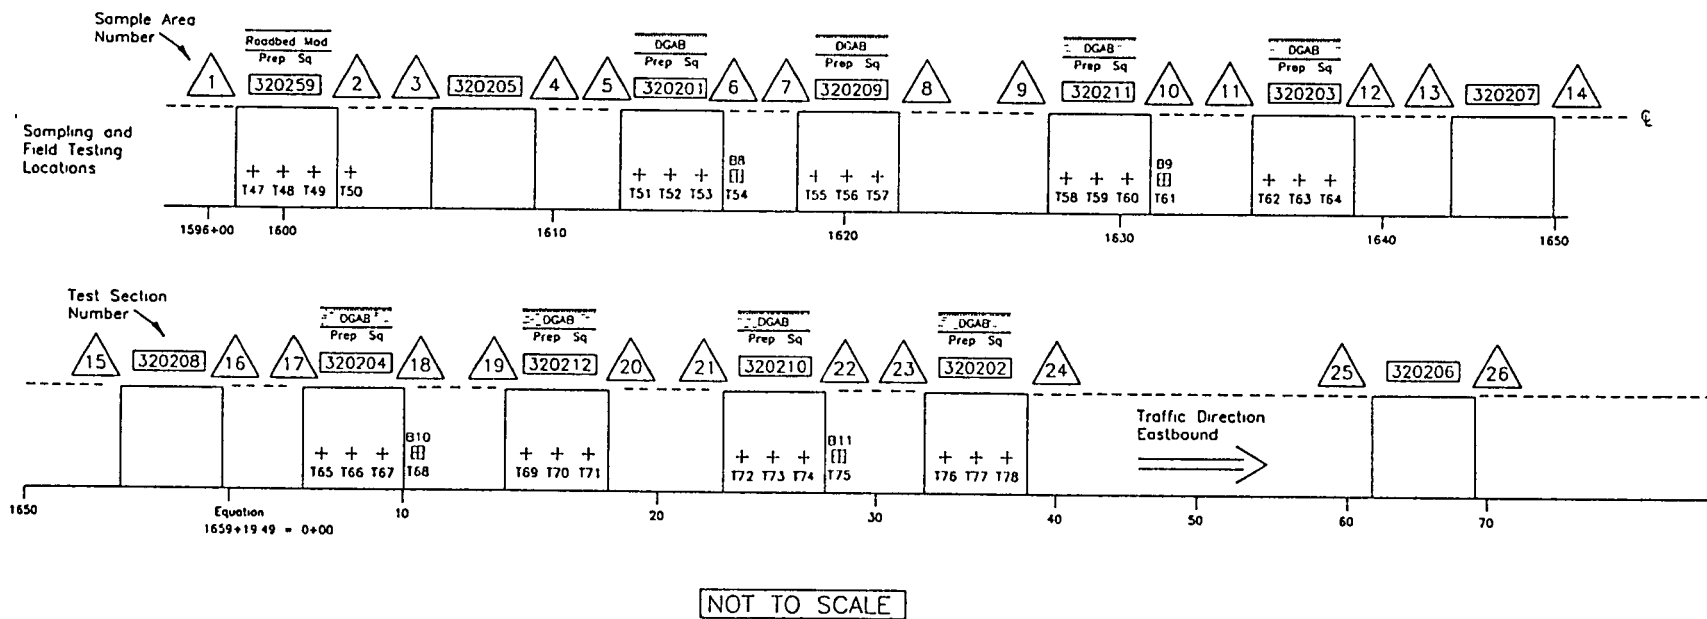 Sample Area
Number
Roadbed Mod
Prep Sq
DGAB
Prep Sq
DGAB
Prep Sq
DGAB
Prep Sq
DGAB
Prep Sq
1 320259 2 3 320205 4 5 320201 6 7 320209 8 9 320211 10 11 320203 12 13 320207 14
℄
Sampling and
Field Testing
Locations
B8
B9
T47 T48 T49 T50 T51 T52 T53 T54 T55 T56 T57 T58 T59 T60 T61 T62 T63 T64
1596+00 1600 1610 1620 1630 1640 1650
Test Section
Number
DGAB
Prep Sq
DGAB
Prep Sq
DGAB
Prep Sq
DGAB
Prep Sq
15 320208 16 17 320204 18 19 320212 20 21 320210 22 23 320202 24 25 320206 26
Traffic Direction
Eastbound
B10
B11
T65 T66 T67 T68 T69 T70 T71 T72 T73 T74 T75 T76 T77 T78
1650 10 20 30 40 50 60 70
Equation
1659+19.49 = 0+00
NOT TO SCALE